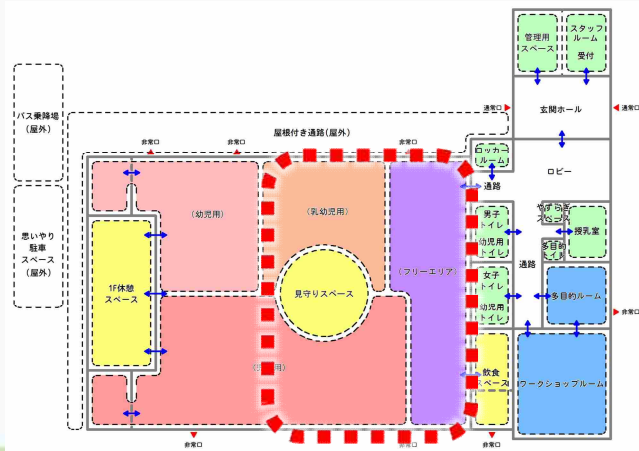 管理用
スペース
スタッフ
ルーム
受付
通常口
玄関ホール
通常口
バス乗降場
(屋外)
屋根付き通路(屋外)
非常口
非常口
非常口
ロッカー
ルーム
ロビー
通路
思いやり
駐車
スペース
(屋外)
(幼児用)
(乳幼児用)
(フリーエリア)
男子
トイレ
幼児用
トイレ
やすらぎ
スペース
授乳室
多目的
トイレ
通路
1F休憩
スペース
見守りスペース
女子
トイレ
幼児用
トイレ
多目的ルーム
非常口
飲食
スペース
ワークショップルーム
用)
非常口
非常口
非常口